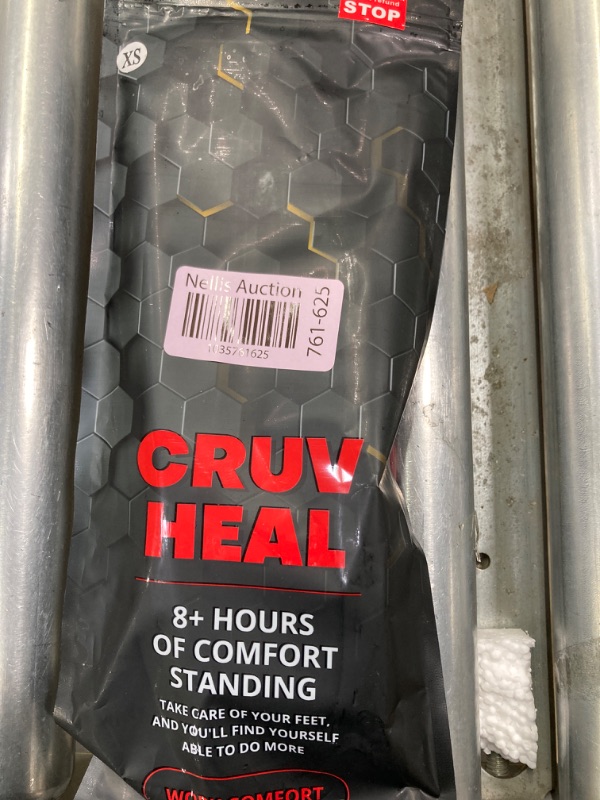 STOP
XS
Nellis Auction
761-625
CRUV
HEAL
8+ HOURS
OF COMFORT
STANDING
TAKE CARE OF YOUR FEET,
AND YOU'LL FIND YOURSELF
ABLE TO DO MORE
COMFORT